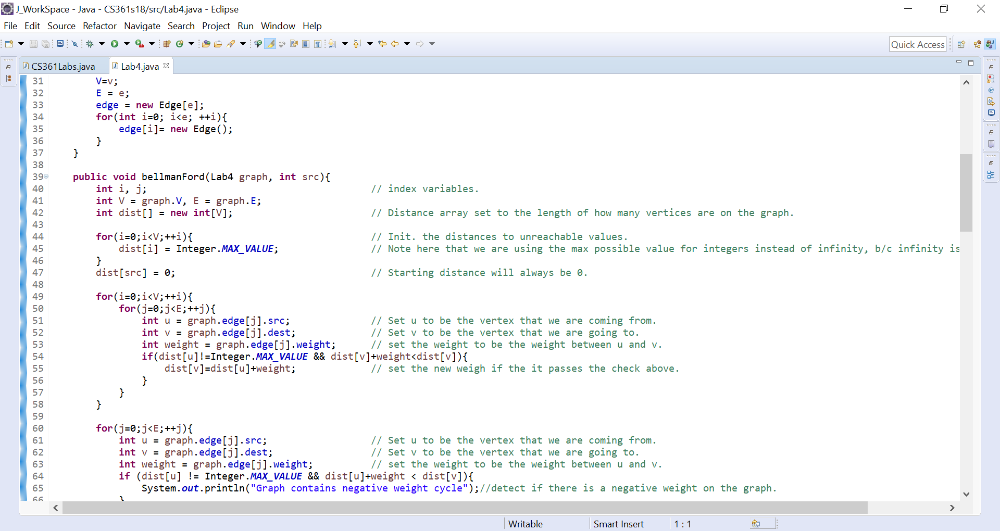 J_WorkSpace - Java - CS361s18/src/Lab4.java - Eclipse
File Edit Source Refactor Navigate Search Project Run Window Help
Quick Access
CS361Labs.java Lab4.java
31 V=v;
32 E = e;
33 edge = new Edge[e];
34 for(int i=0; i<e; ++i){
35 edge[i]= new Edge();
36 }
37 }
38
39 public void bellmanFord(Lab4 graph, int src){
40 int i, j; // index variables.
41 int V = graph.V, E = graph.E;
42 int dist[] = new int[V]; // Distance array set to the length of how many vertices are on the graph.
43
44 for(i=0;i<V;++i){ // Init. the distances to unreachable values.
45 dist[i] = Integer.MAX_VALUE; // Note here that we are using the max possible value for integers instead of infinity, b/c infinity is
46 }
47 dist[src] = 0; // Starting distance will always be 0.
48
49 for(i=0;i<V;++i){
50 for(j=0;j<E;++j){
51 int u = graph.edge[j].src; // Set u to be the vertex that we are coming from.
52 int v = graph.edge[j].dest; // Set v to be the vertex that we are going to.
53 int weight = graph.edge[j].weight; // set the weight to be the weight between u and v.
54 if(dist[u]!=Integer.MAX_VALUE && dist[v]+weight<dist[v]){
55 dist[v]=dist[u]+weight; // set the new weigh if the it passes the check above.
56 }
57 }
58 }
59
60 for(j=0;j<E;++j){
61 int u = graph.edge[j].src; // Set u to be the vertex that we are coming from.
62 int v = graph.edge[j].dest; // Set v to be the vertex that we are going to.
63 int weight = graph.edge[j].weight; // set the weight to be the weight between u and v.
64 if (dist[u] != Integer.MAX_VALUE && dist[u]+weight < dist[v]){
65 System.out.println("Graph contains negative weight cycle");//detect if there is a negative weight on the graph.
66 }
Writable Smart Insert 1 : 1